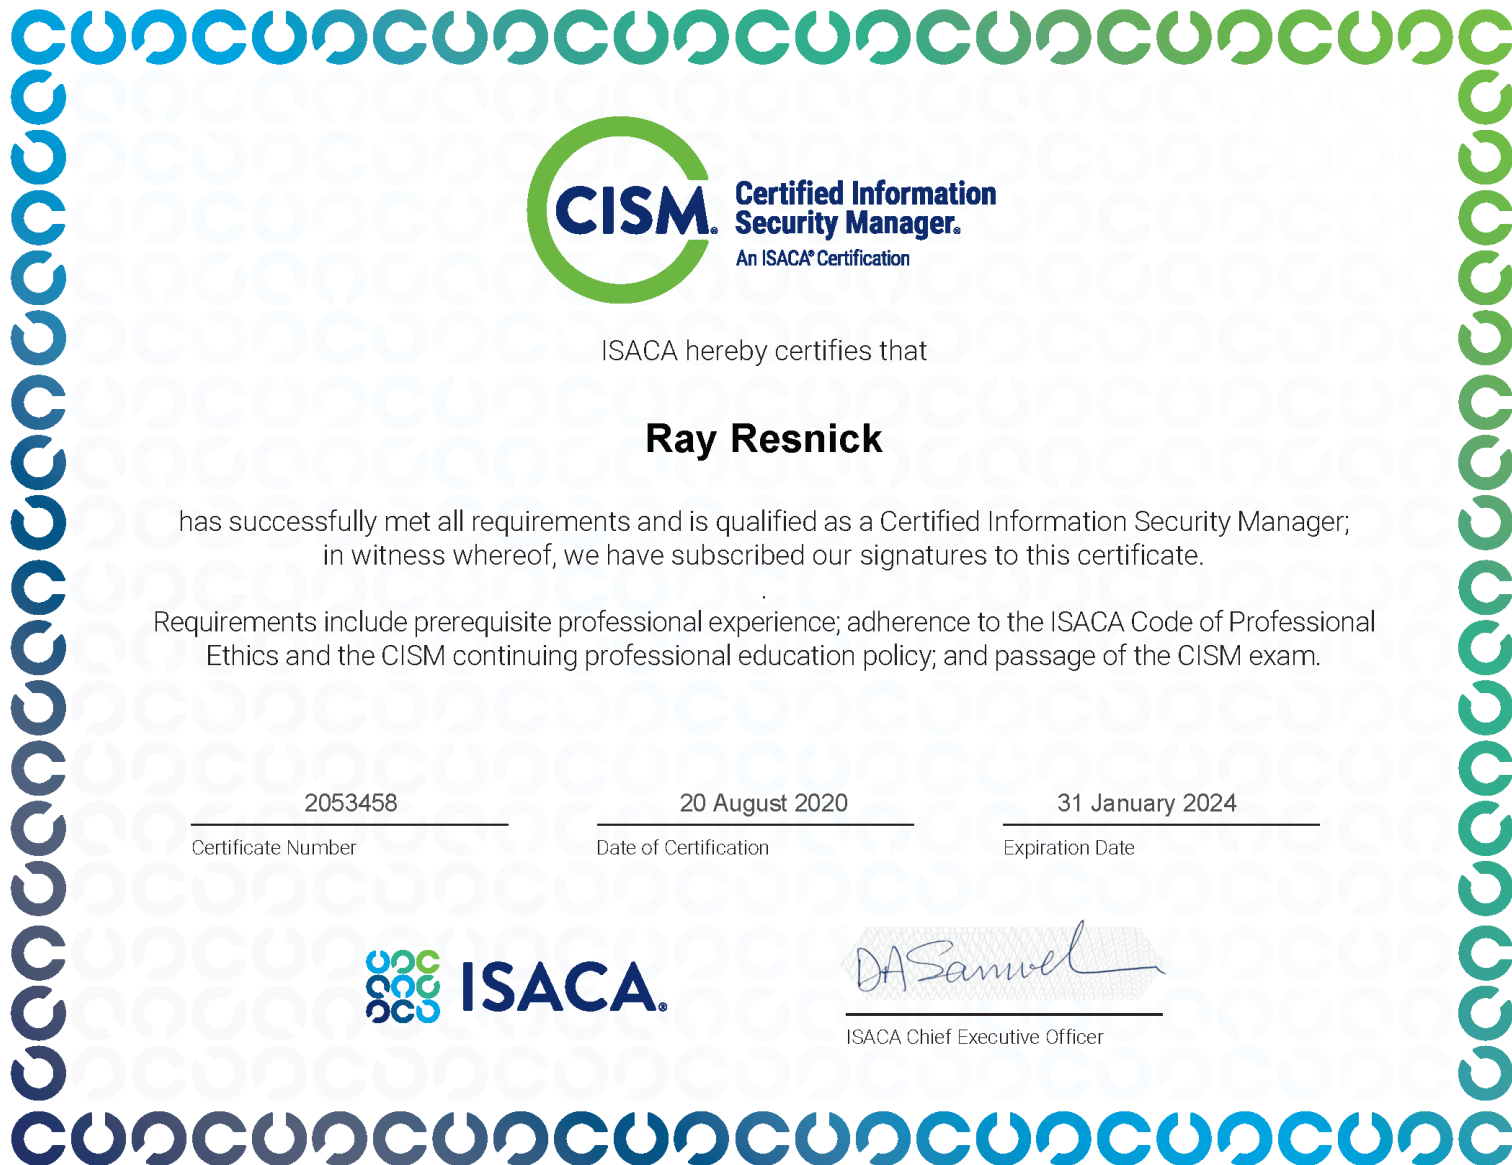 CISM®
Certified Information
Security Manager®
An ISACA® Certification
ISACA hereby certifies that
Ray Resnick
has successfully met all requirements and is qualified as a Certified Information Security Manager;
in witness whereof, we have subscribed our signatures to this certificate.
.
Requirements include prerequisite professional experience; adherence to the ISACA Code of Professional
Ethics and the CISM continuing professional education policy; and passage of the CISM exam.
2053458
Certificate Number
20 August 2020
Date of Certification
31 January 2024
Expiration Date
ISACA®
DASamuel
ISACA Chief Executive Officer